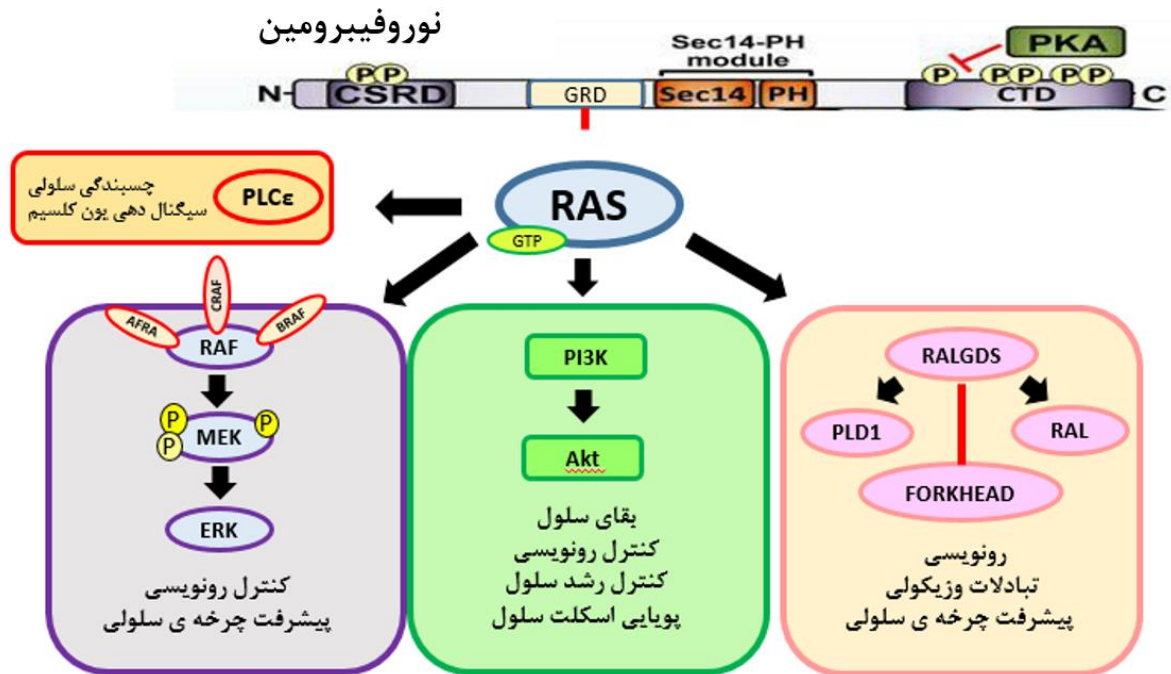 نوروفیبرومین
Sec14-PH
module
PKA
P P
P
P P
P P
N-
CSRD
GRD
Sec14
PH
CTD
C
چسبندگی سلولی
سیگنال دهی یون کلسیم
PLCε
RAS
GTP
AFRA
CRAF
BRAF
RAF
P
P
P
MEK
ERK
کنترل رونویسی
پیشرفت چرخه ی سلولی
PI3K
Akt
بقای سلول
کنترل رونویسی
کنترل رشد سلول
پویایی اسکلت سلول
RALGDS
PLD1
RAL
FORKHEAD
رونویسی
تبادلات وزیکولی
پیشرفت چرخه ی سلولی